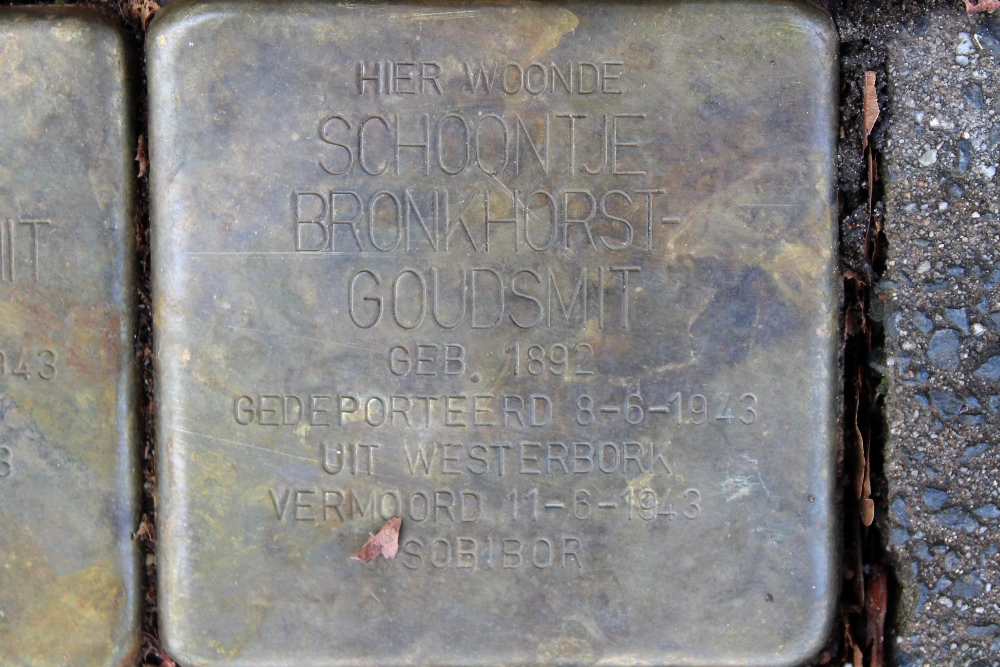 HIER WOONDE
SCHOONTJE
BRONKHORST-
GOUDSMIT
GEB. 1892
GEDEPORTEERD 8-6-1943
UIT WESTERBORK
VERMOORD 11-6-1943
SOBIBOR